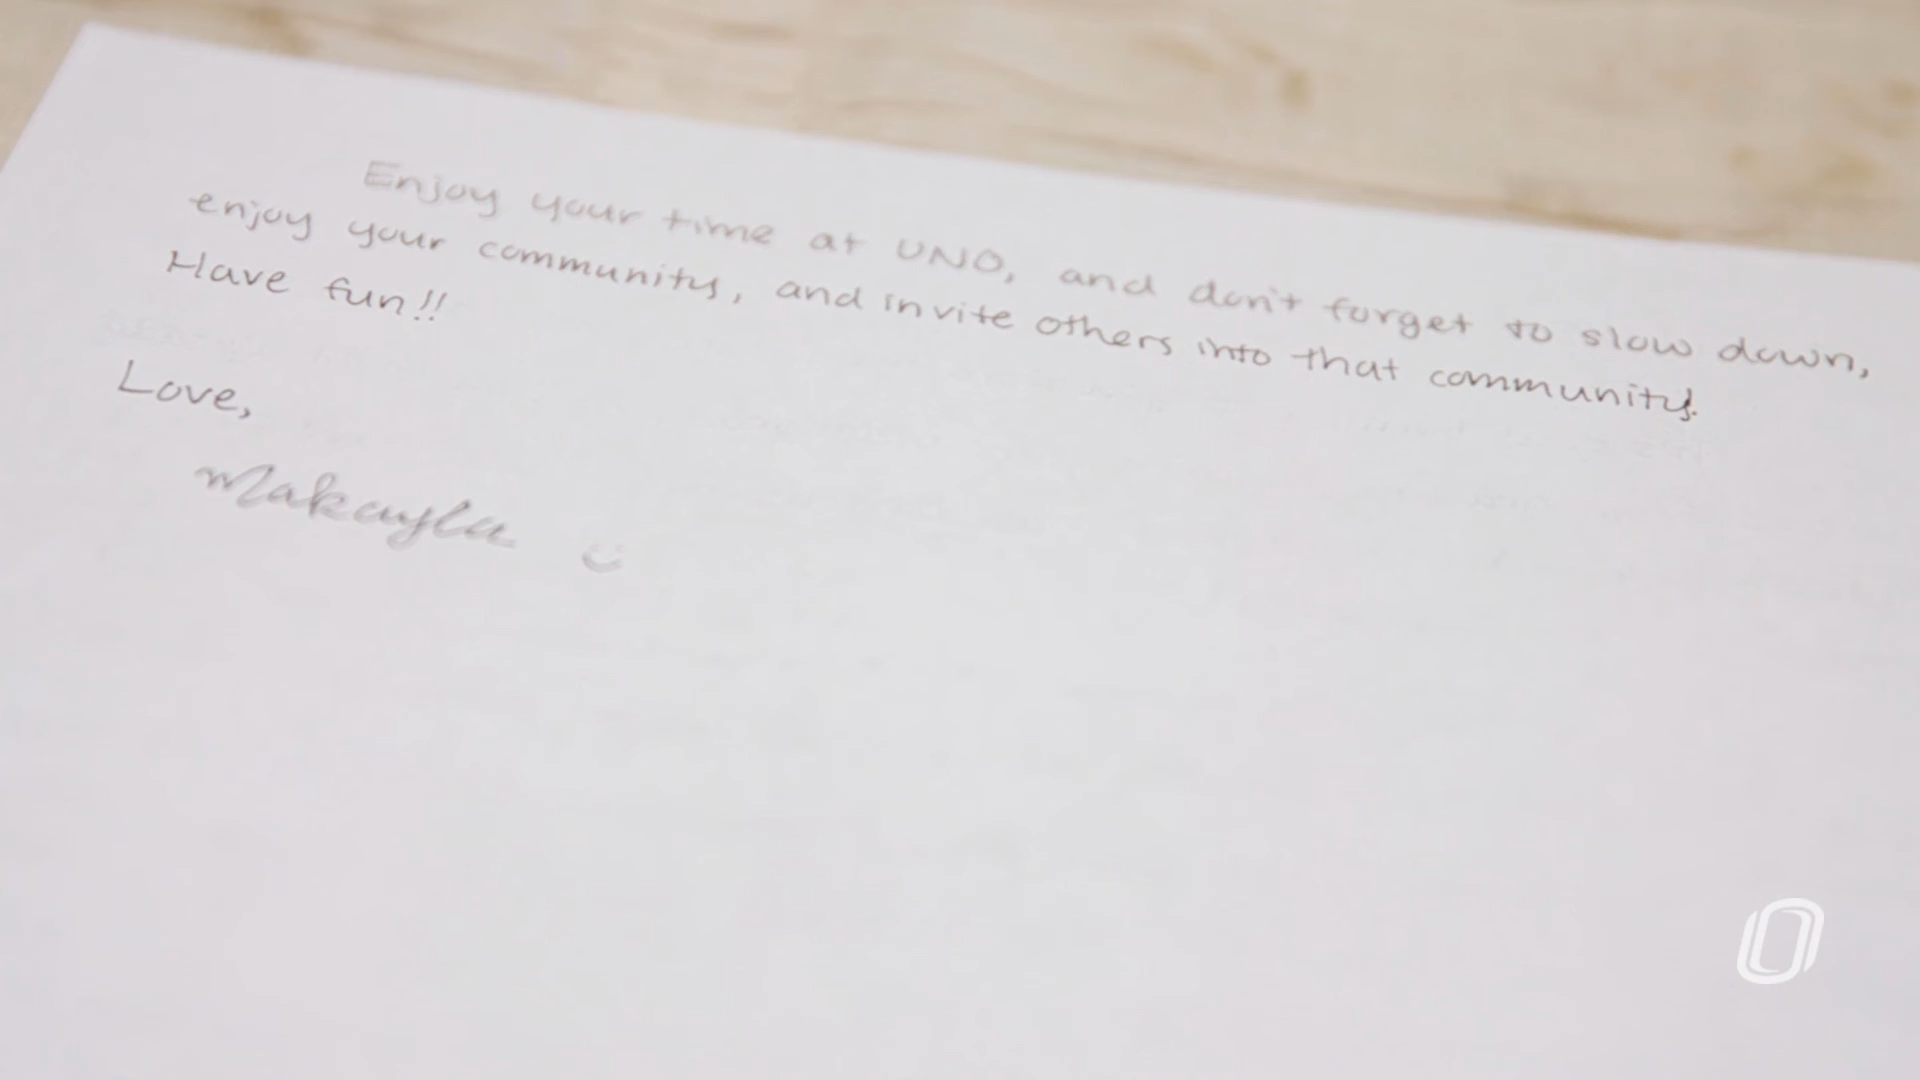 Enjoy your time at UNO, and don't forget to slow down,
enjoy your community, and invite others into that community.
Have fun!!
Love,
Makayla